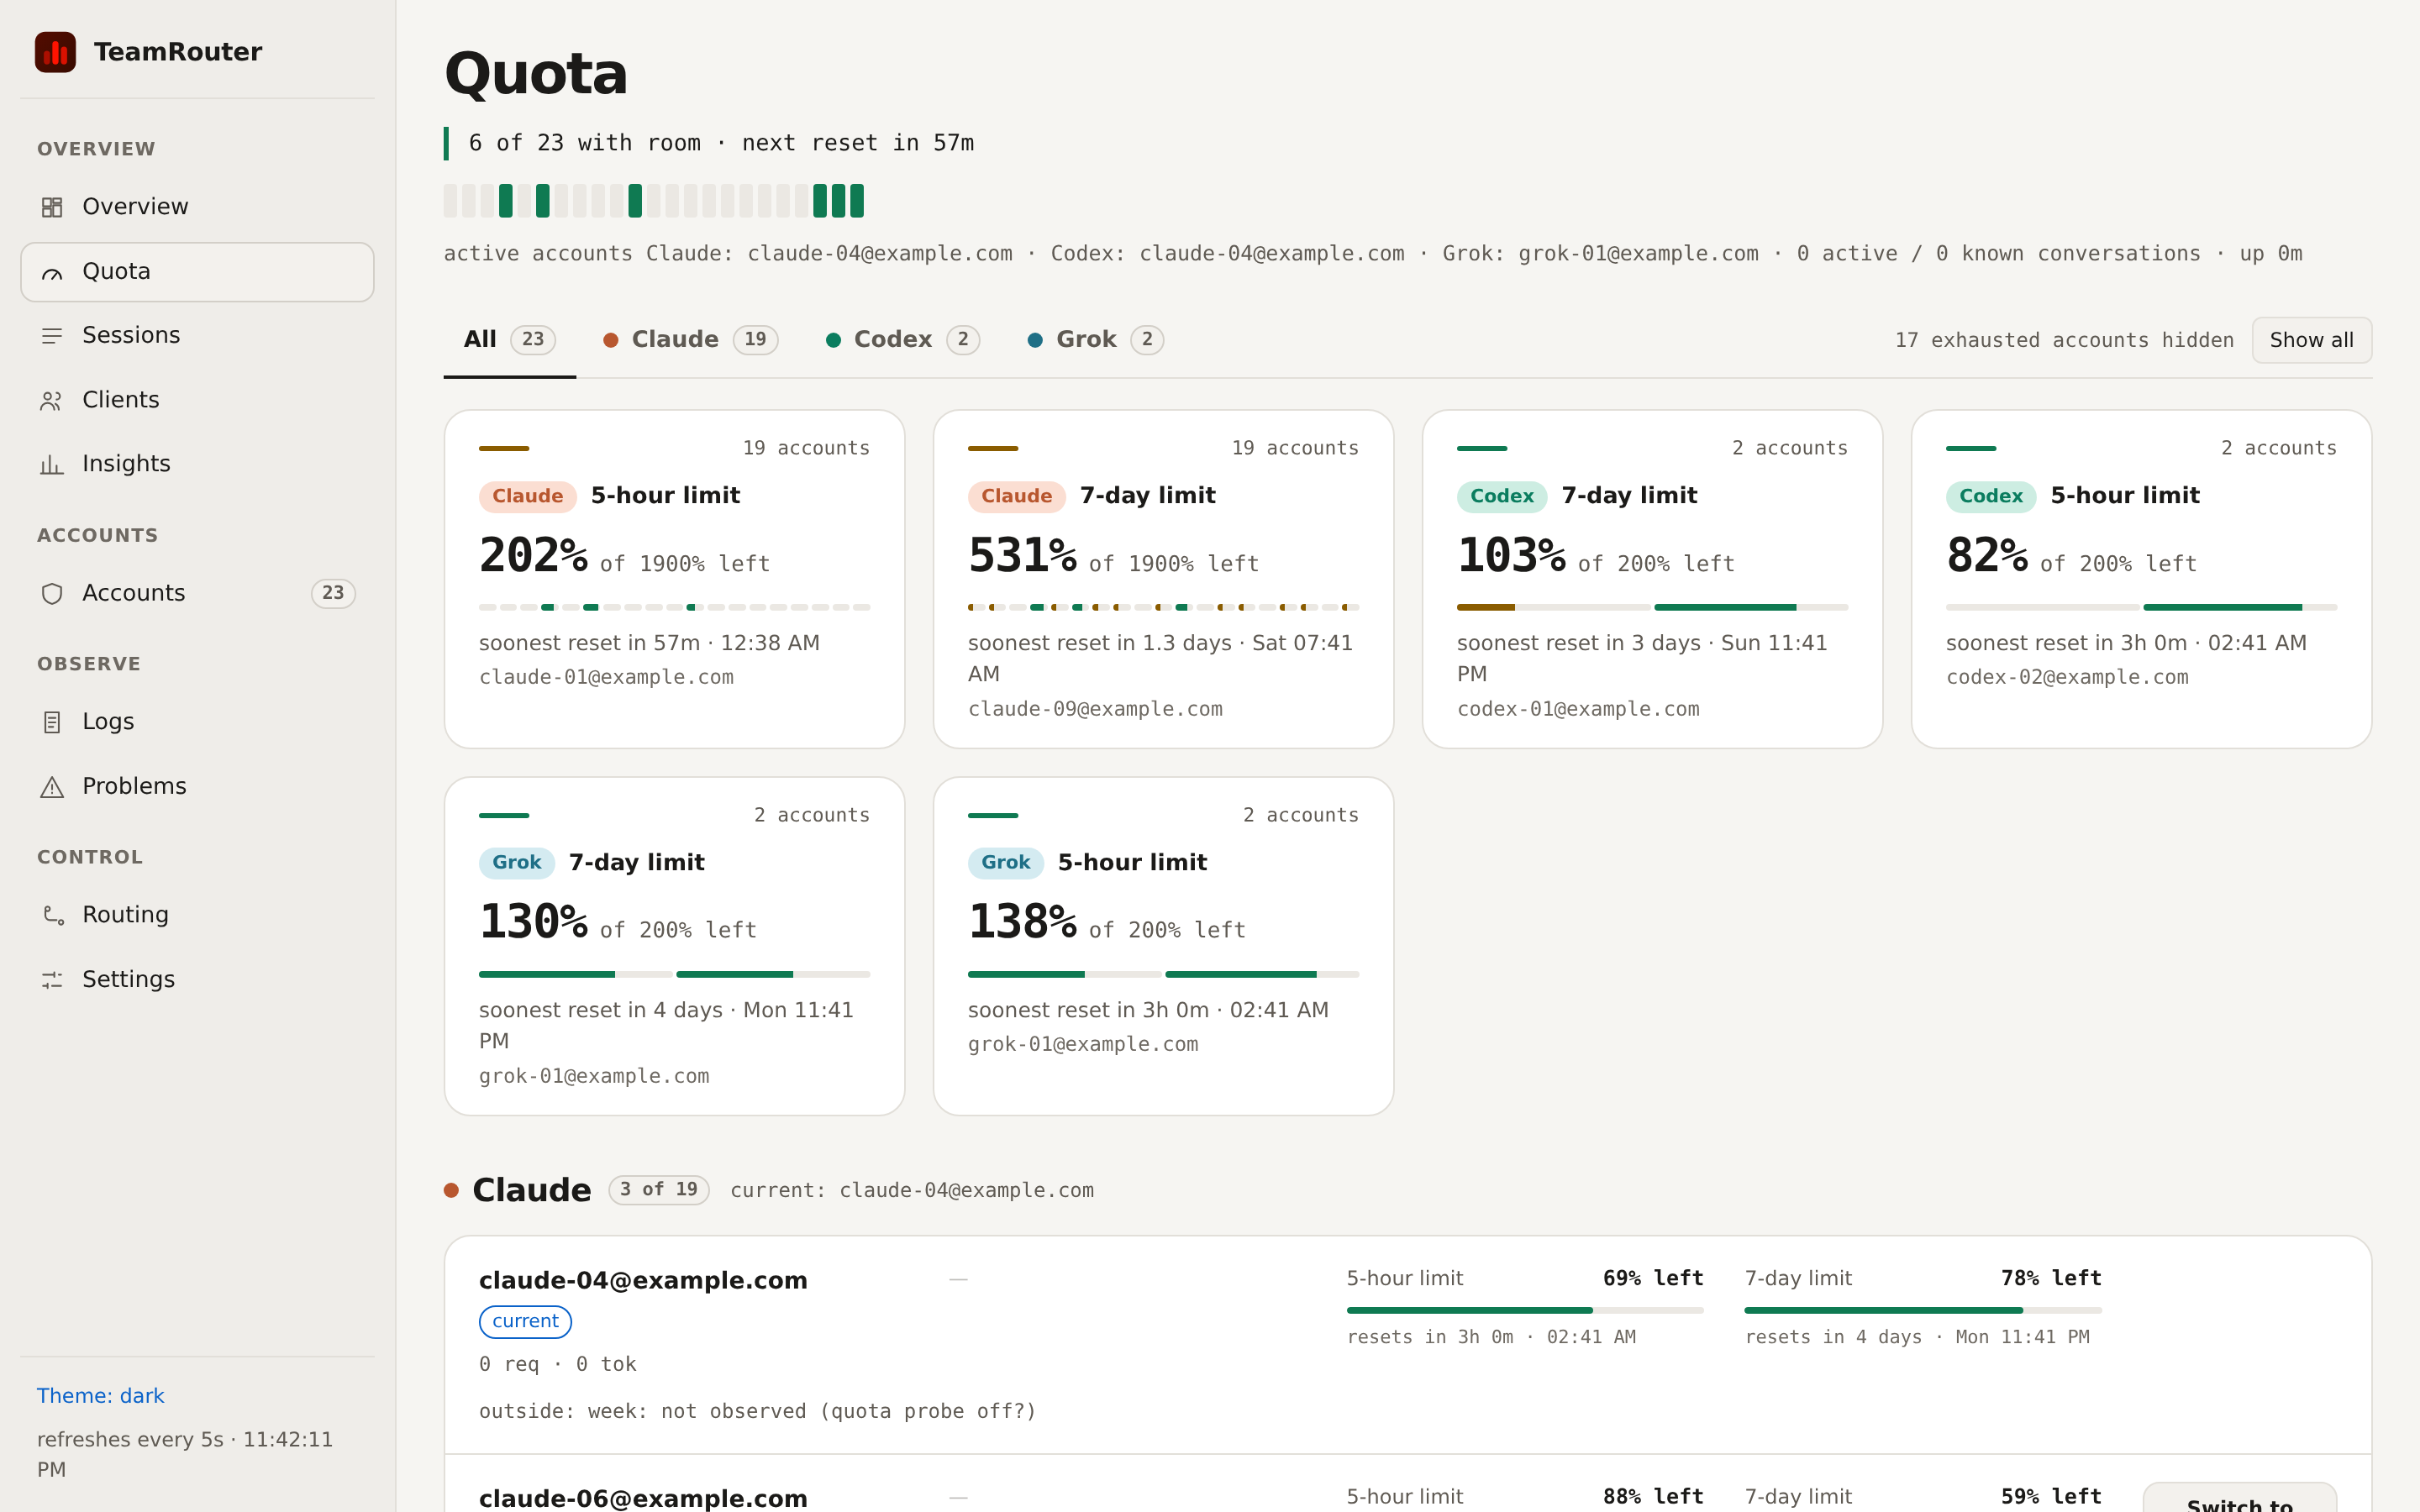 TeamRouter
OVERVIEW
Overview
Quota
Sessions
Clients
Insights
ACCOUNTS
Accounts 23
OBSERVE
Logs
Problems
CONTROL
Routing
Settings
Theme: dark
refreshes every 5s · 11:42:11
PM
Quota
6 of 23 with room · next reset in 57m
active accounts Claude: claude-04@example.com · Codex: claude-04@example.com · Grok: grok-01@example.com · 0 active / 0 known conversations · up 0m
All 23 Claude 19 Codex 2 Grok 2 17 exhausted accounts hidden Show all
19 accounts
Claude 5-hour limit
202% of 1900% left
soonest reset in 57m · 12:38 AM
claude-01@example.com
19 accounts
Claude 7-day limit
531% of 1900% left
soonest reset in 1.3 days · Sat 07:41
AM
claude-09@example.com
2 accounts
Codex 7-day limit
103% of 200% left
soonest reset in 3 days · Sun 11:41
PM
codex-01@example.com
2 accounts
Codex 5-hour limit
82% of 200% left
soonest reset in 3h 0m · 02:41 AM
codex-02@example.com
2 accounts
Grok 7-day limit
130% of 200% left
soonest reset in 4 days · Mon 11:41
PM
grok-01@example.com
2 accounts
Grok 5-hour limit
138% of 200% left
soonest reset in 3h 0m · 02:41 AM
grok-01@example.com
Claude 3 of 19 current: claude-04@example.com
claude-04@example.com —
current
0 req · 0 tok
outside: week: not observed (quota probe off?)
5-hour limit 69% left
resets in 3h 0m · 02:41 AM
7-day limit 78% left
resets in 4 days · Mon 11:41 PM
claude-06@example.com —
5-hour limit 88% left
7-day limit 59% left
Switch to